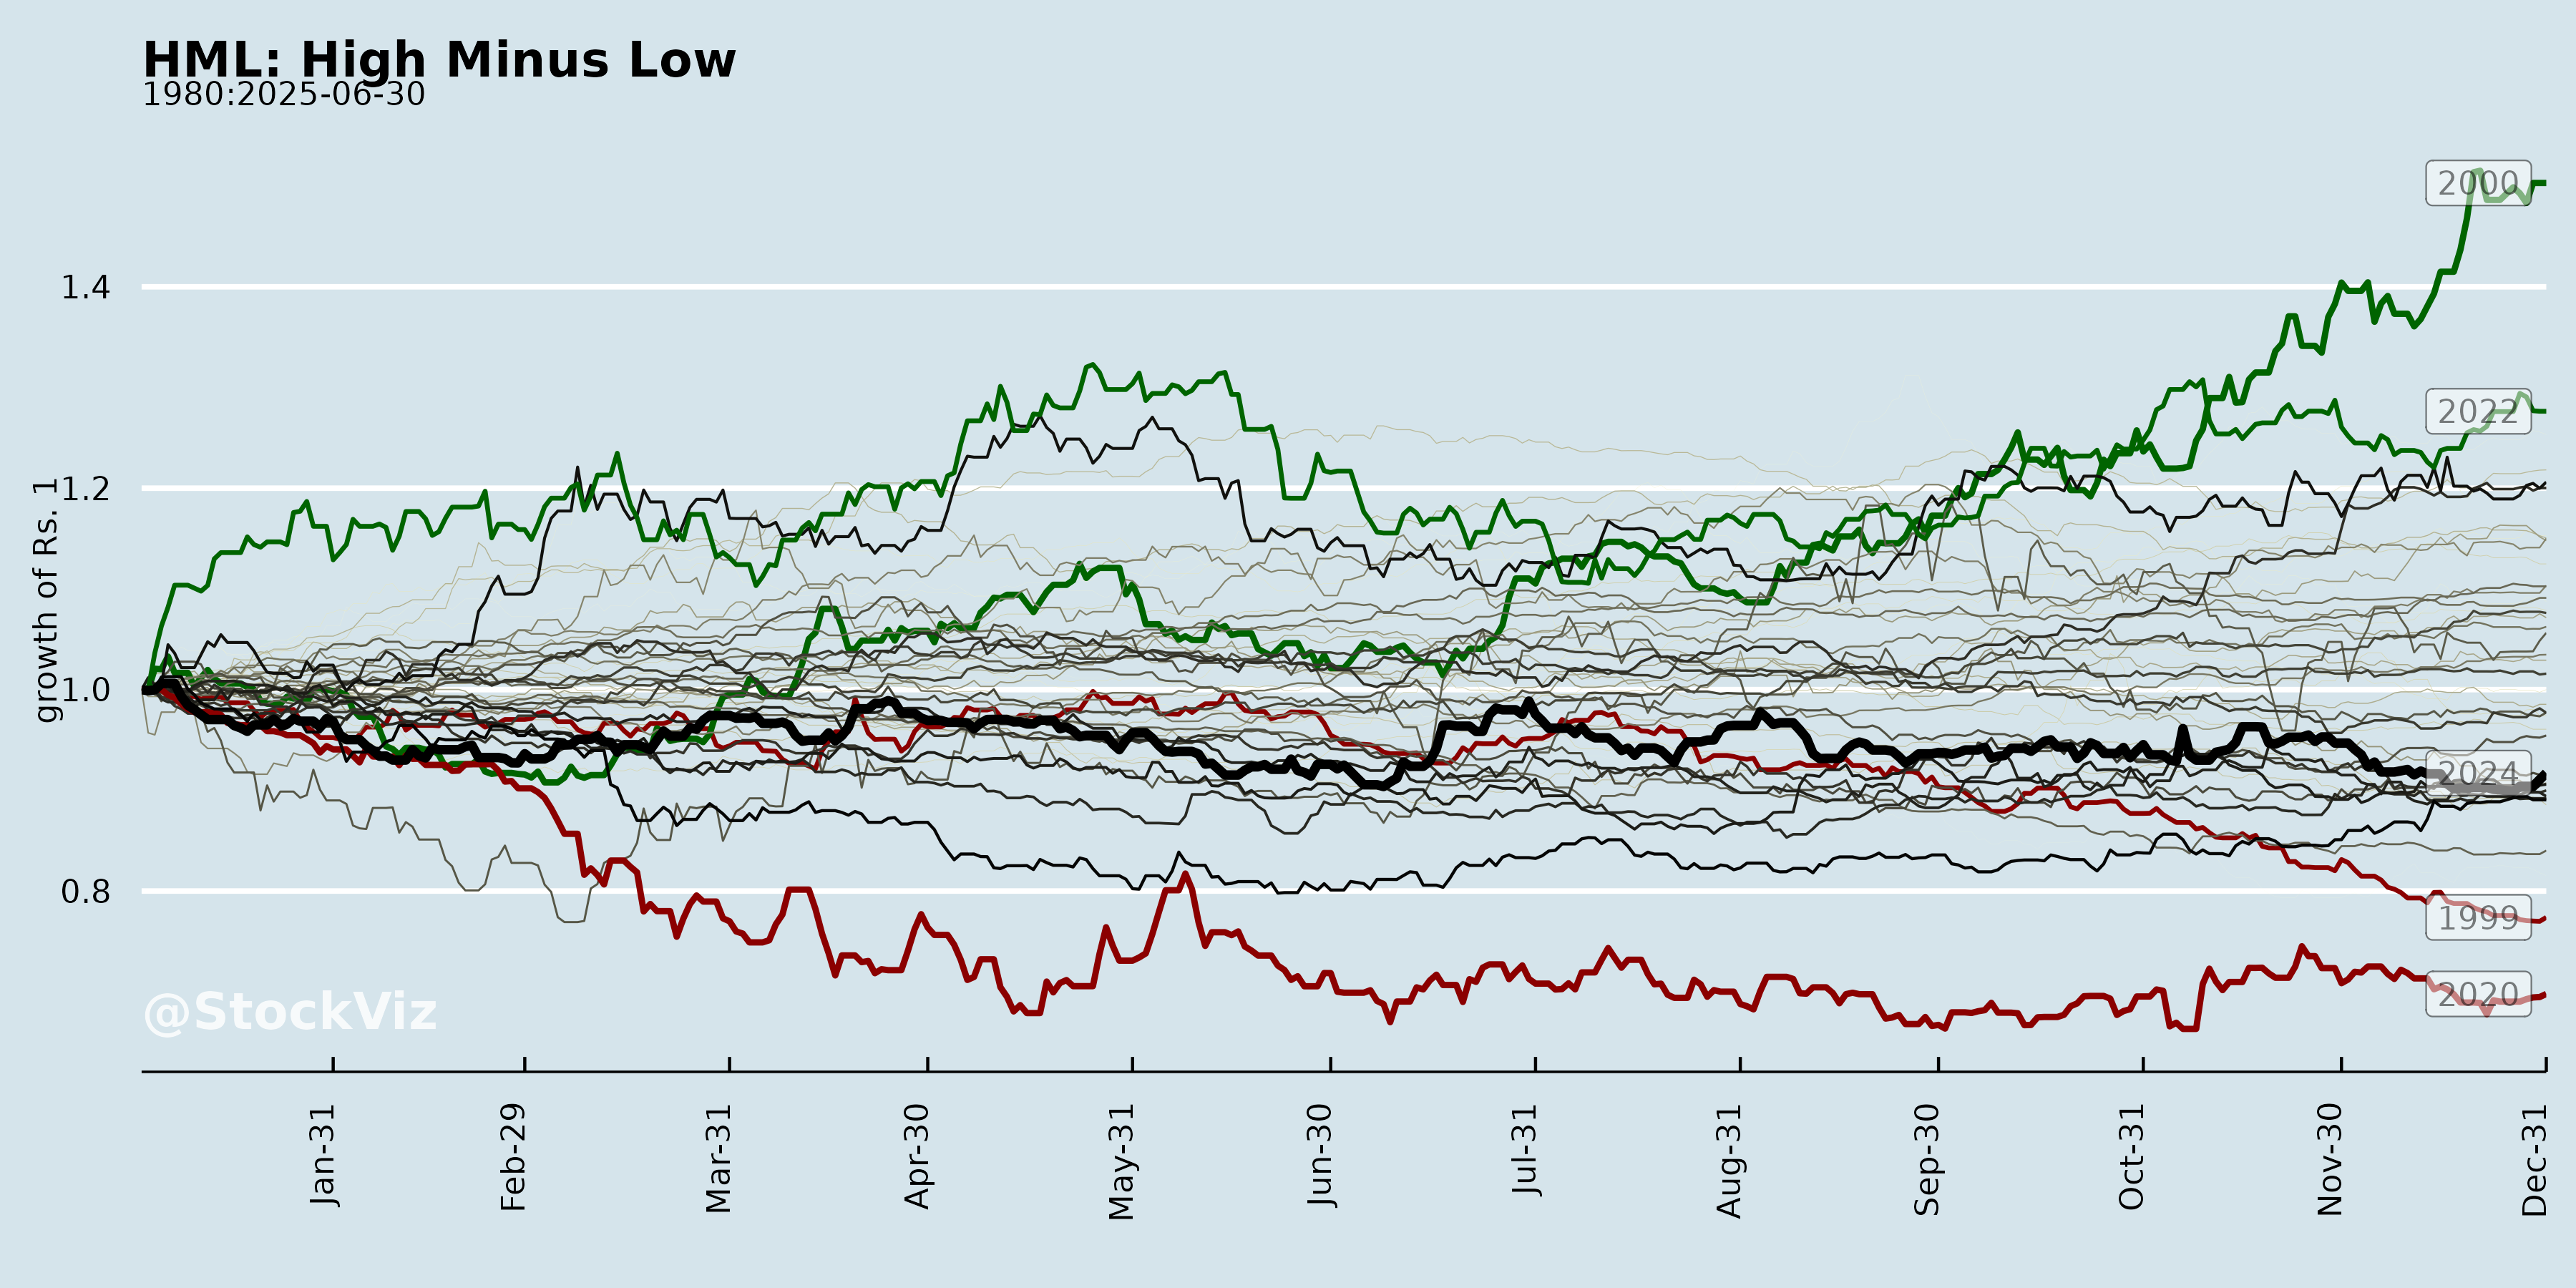 HML: High Minus Low
1980:2025-06-30
growth of Rs. 1
1.4
1.2
1.0
0.8
2000
2022
2024
1999
2020
@StockViz
Jan-31
Feb-29
Mar-31
Apr-30
May-31
Jun-30
Jul-31
Aug-31
Sep-30
Oct-31
Nov-30
Dec-31